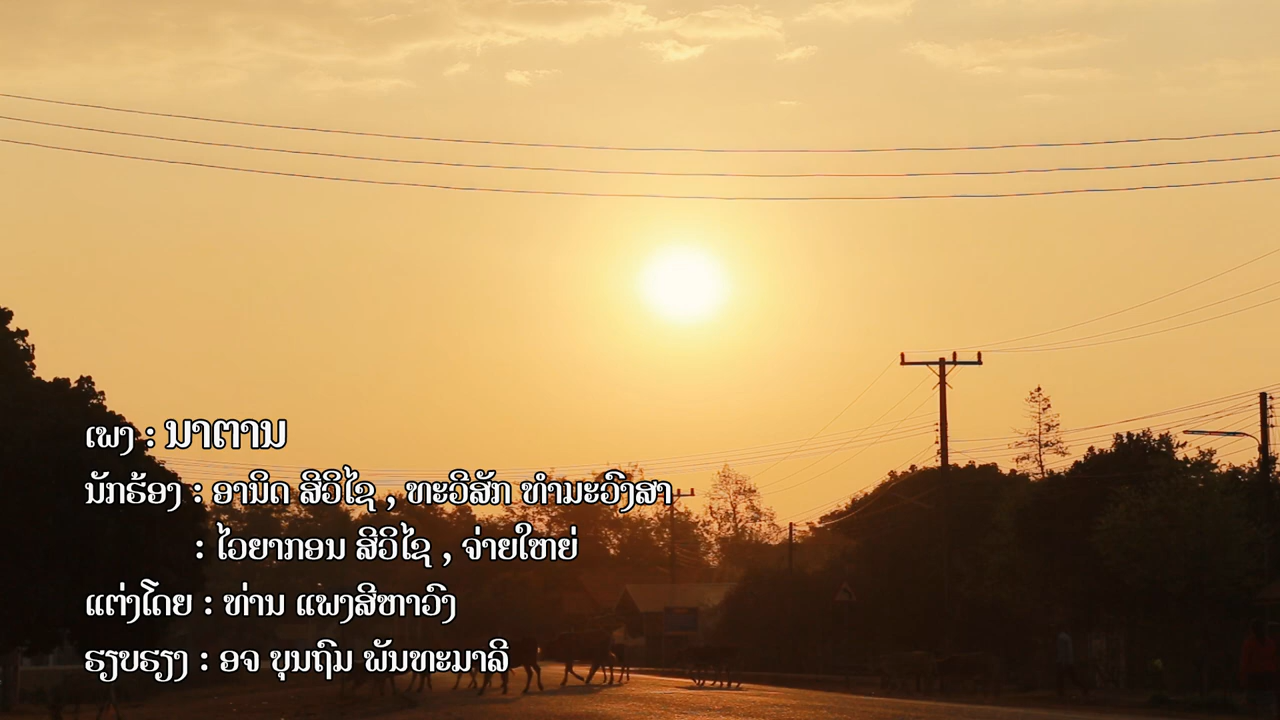 ເພງ : ນາຕານ
ນັກຮ້ອງ : ອານິດ ສີວິໄຊ , ທະວີສັກ ທຳມະວົງສາ
: ໄວຍາກອນ ສີວິໄຊ , ຈ່າຍໃຫຍ່
ແຕ່ງໂດຍ : ທ່ານ ແພງສີຫາວົງ
ຮຽບຮຽງ : ອຈ ບຸນຖົມ ພັນທະມາລີ